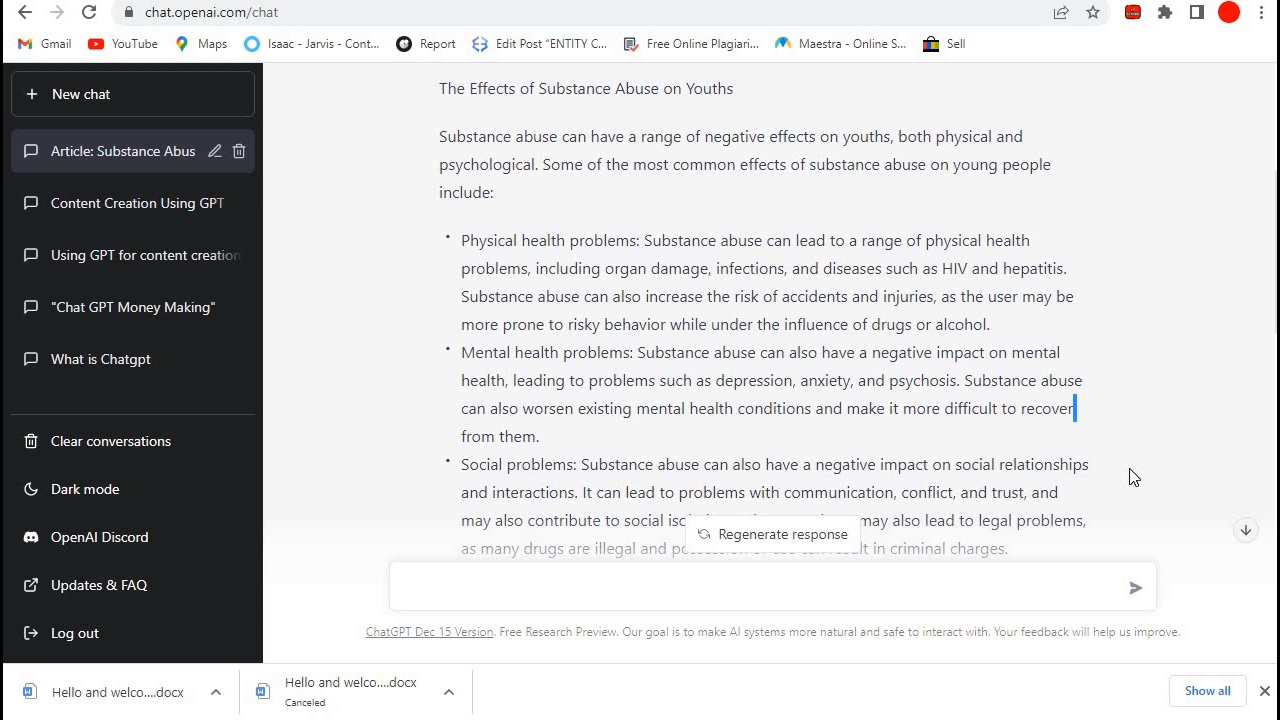 chat.openai.com/chat
Gmail YouTube Maps Isaac - Jarvis - Cont... Report Edit Post “ENTITY C... Free Online Plagiari... Maestra - Online S... Sell
New chat
Article: Substance Abus
Content Creation Using GPT
Using GPT for content creation
"Chat GPT Money Making"
What is Chatgpt
Clear conversations
Dark mode
OpenAI Discord
Updates & FAQ
Log out
The Effects of Substance Abuse on Youths
Substance abuse can have a range of negative effects on youths, both physical and
psychological. Some of the most common effects of substance abuse on young people
include:
Physical health problems: Substance abuse can lead to a range of physical health
problems, including organ damage, infections, and diseases such as HIV and hepatitis.
Substance abuse can also increase the risk of accidents and injuries, as the user may be
more prone to risky behavior while under the influence of drugs or alcohol.
Mental health problems: Substance abuse can also have a negative impact on mental
health, leading to problems such as depression, anxiety, and psychosis. Substance abuse
can also worsen existing mental health conditions and make it more difficult to recover
from them.
Social problems: Substance abuse can also have a negative impact on social relationships
and interactions. It can lead to problems with communication, conflict, and trust, and
may also contribute to social may also lead to legal problems,
as many drugs are illegal and in criminal charges.
Regenerate response
ChatGPT Dec 15 Version. Free Research Preview. Our goal is to make AI systems more natural and safe to interact with. Your feedback will help us improve.
Hello and welco....docx
Hello and welco....docx
Canceled
Show all